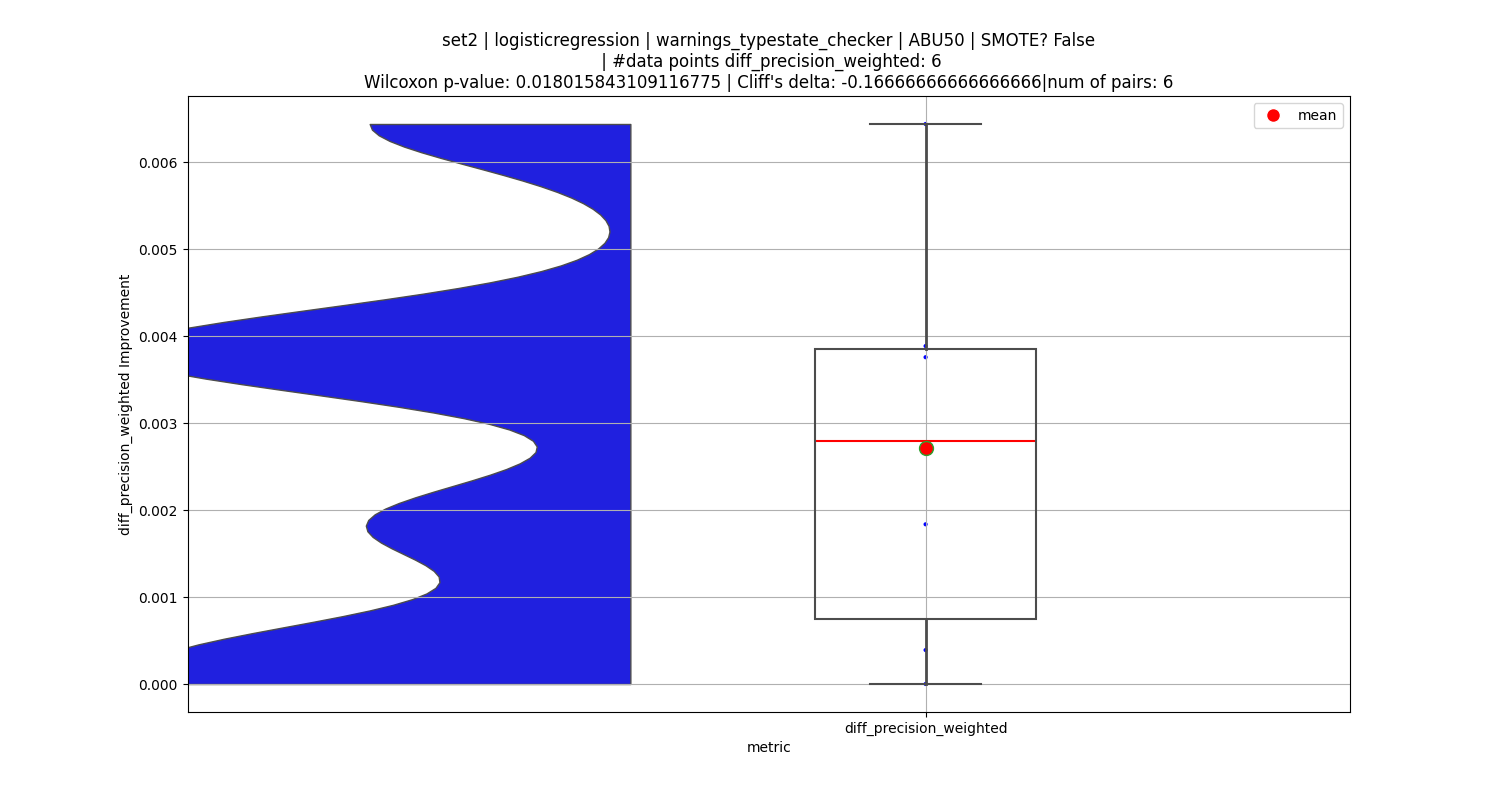 set2 | logisticregression | warnings_typestate_checker | ABU50 | SMOTE? False
| #data points diff_precision_weighted: 6
Wilcoxon p-value: 0.018015843109116775 | Cliff's delta: -0.16666666666666666|num of pairs: 6
mean
0.006
0.005
0.004
0.003
0.002
0.001
0.000
diff_precision_weighted Improvement
diff_precision_weighted
metric